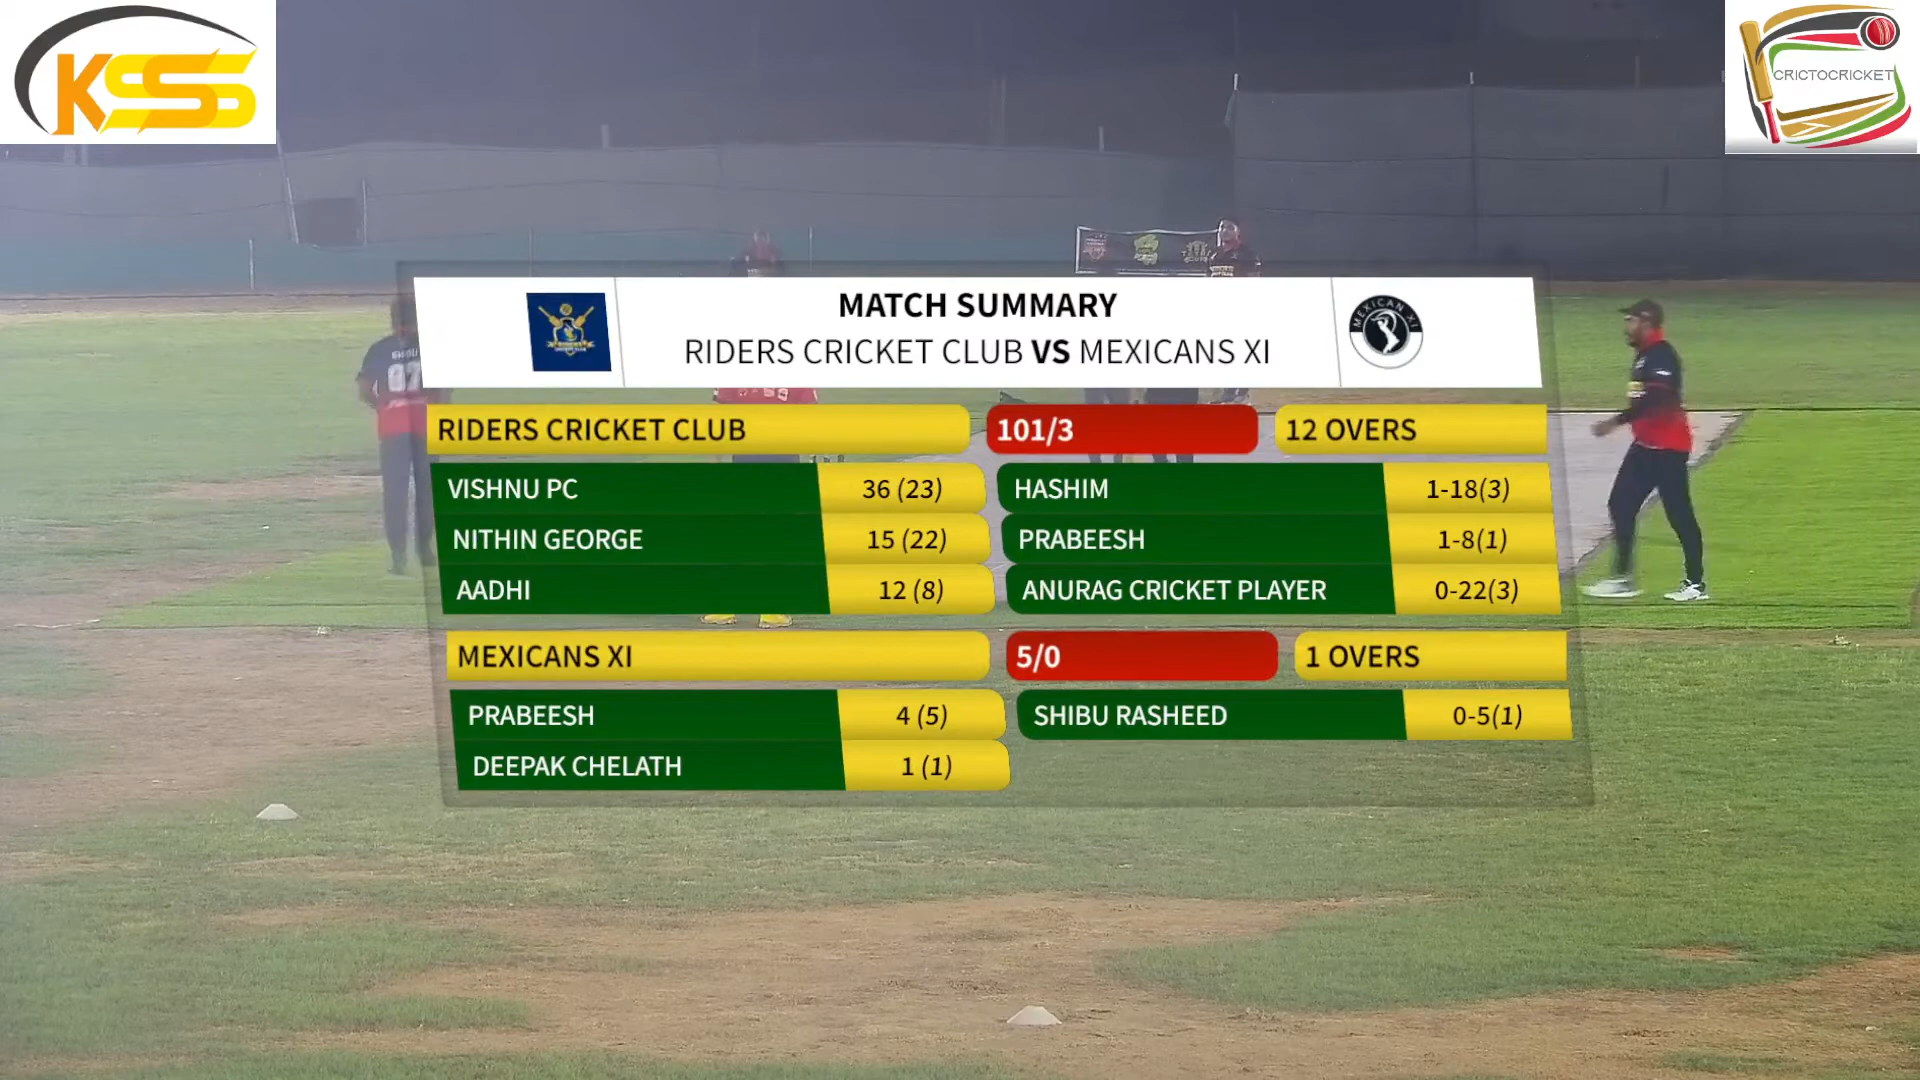 KSS
CRICTOCRICKET
MATCH SUMMARY
RIDERS CRICKET CLUB VS MEXICANS XI
MEXICAN XI
RIDERS CRICKET CLUB 101/3 12 OVERS
VISHNU PC 36 (23) HASHIM 1-18(3)
NITHIN GEORGE 15 (22) PRABEESH 1-8(1)
AADHI 12 (8) ANURAG CRICKET PLAYER 0-22(3)
MEXICANS XI 5/0 1 OVERS
PRABEESH 4 (5) SHIBU RASHEED 0-5(1)
DEEPAK CHELATH 1 (1)